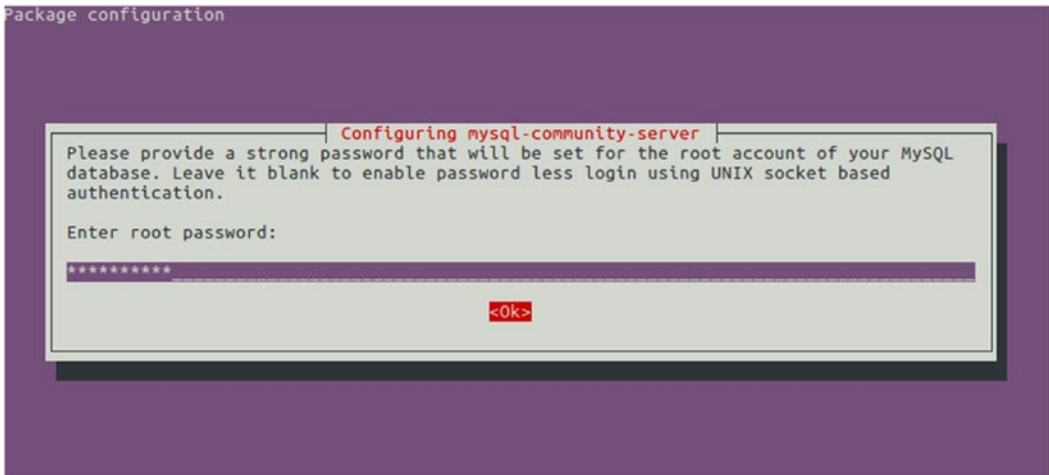 Package configuration
Configuring mysql-community-server
Please provide a strong password that will be set for the root account of your MySQL
database. Leave it blank to enable password less login using UNIX socket based
authentication.
Enter root password:
**********
<Ok>